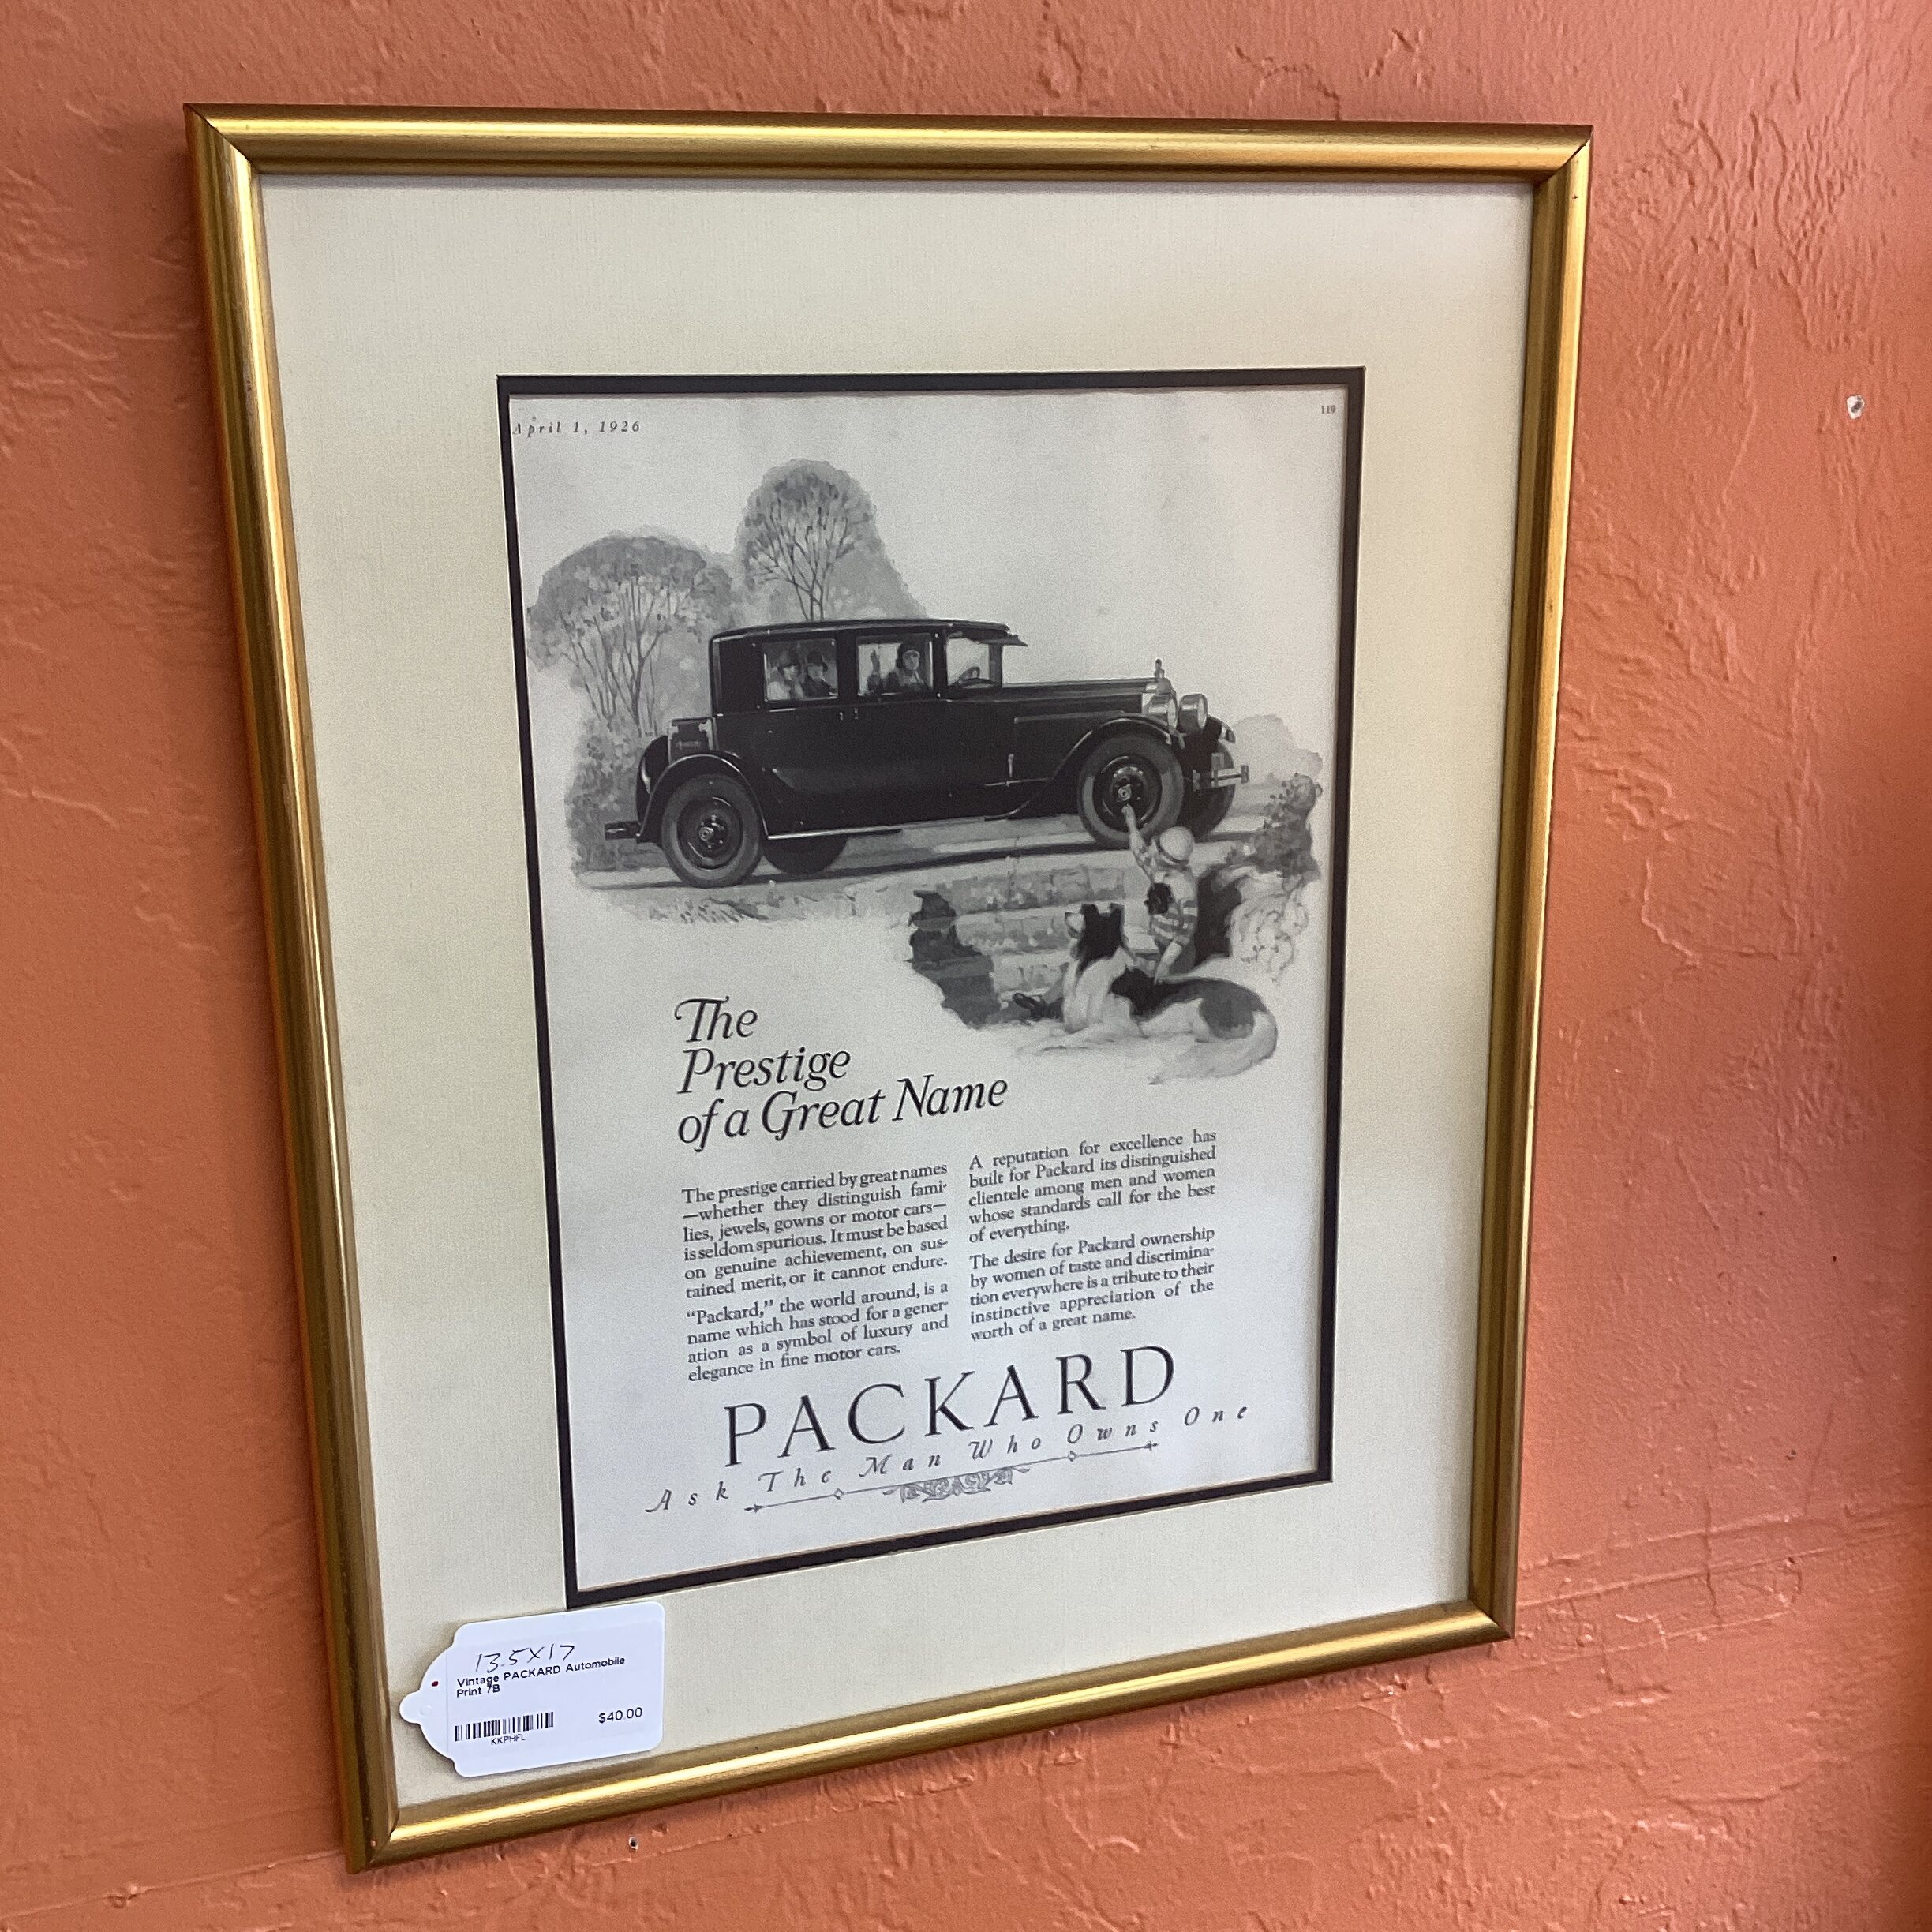 April 1, 1926
119
The
Prestige
of a Great Name
The prestige carried by great names
—whether they distinguish fami-
lies, jewels, gowns or motor cars—
is seldom spurious. It must be based
on genuine achievement, on sus-
tained merit, or it cannot endure.
"Packard," the world around, is a
name which has stood for a gener-
ation as a symbol of luxury and
elegance in fine motor cars.
A reputation for excellence has
built for Packard its distinguished
clientele among men and women
whose standards call for the best
of everything.
The desire for Packard ownership
by women of taste and discrimina-
tion everywhere is a tribute to their
instinctive appreciation of the
worth of a great name.
PACKARD
Ask The Man Who Owns One
13.5X17
Vintage PACKARD Automobile
Print 7B
$40.00
KKPHFL